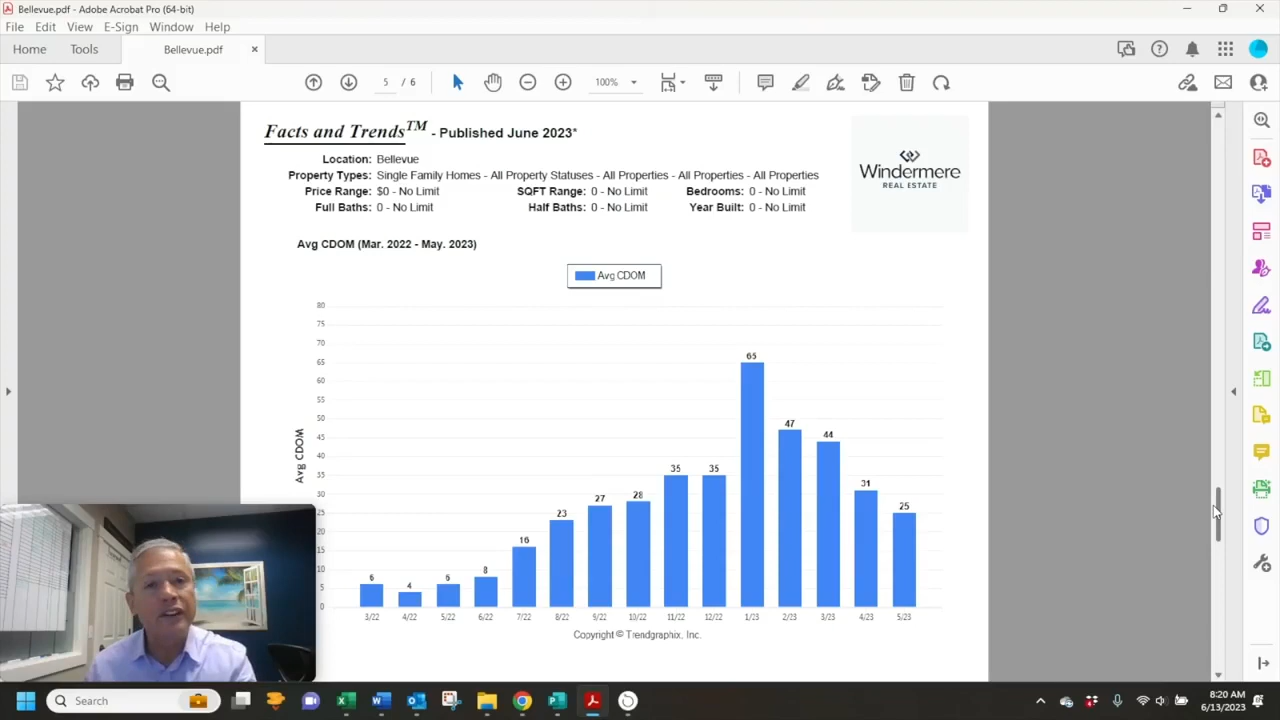 Bellevue.pdf - Adobe Acrobat Pro (64-bit)
File Edit View E-Sign Window Help
Home Tools Bellevue.pdf
5 / 6 100%
Facts and Trends™ - Published June 2023*
Location: Bellevue
Property Types: Single Family Homes - All Property Statuses - All Properties - All Properties - All Properties
Price Range: $0 - No Limit SQFT Range: 0 - No Limit Bedrooms: 0 - No Limit
Full Baths: 0 - No Limit Half Baths: 0 - No Limit Year Built: 0 - No Limit
Windermere
REAL ESTATE
Avg CDOM (Mar. 2022 - May. 2023)
Avg CDOM
80
75
70
65
60
55
50
45
40
35
30
25
20
15
10
5
0
Avg CDOM
6 4 6 8 16 23 27 28 35 35 65 47 44 31 25
3/22 4/22 5/22 6/22 7/22 8/22 9/22 10/22 11/22 12/22 1/23 2/23 3/23 4/23 5/23
Copyright © Trendgraphix, Inc.
Search
8:20 AM
6/13/2023